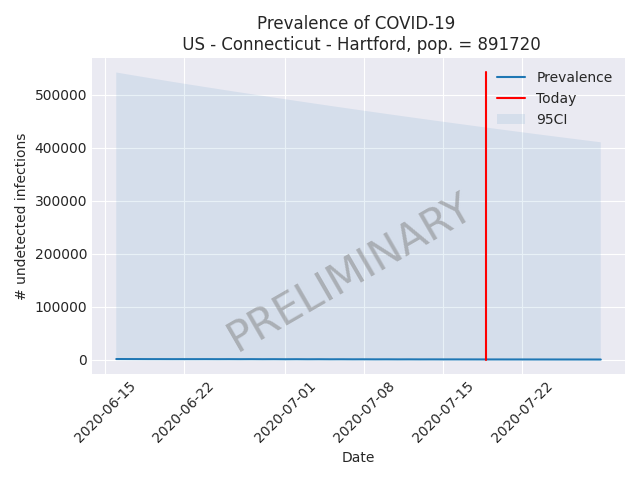 Prevalence of COVID-19
US - Connecticut - Hartford, pop. = 891720
Prevalence
Today
95CI
500000
400000
300000
200000
100000
0
# undetected infections
PRELIMINARY
2020-06-15
2020-06-22
2020-07-01
2020-07-08
2020-07-15
2020-07-22
Date